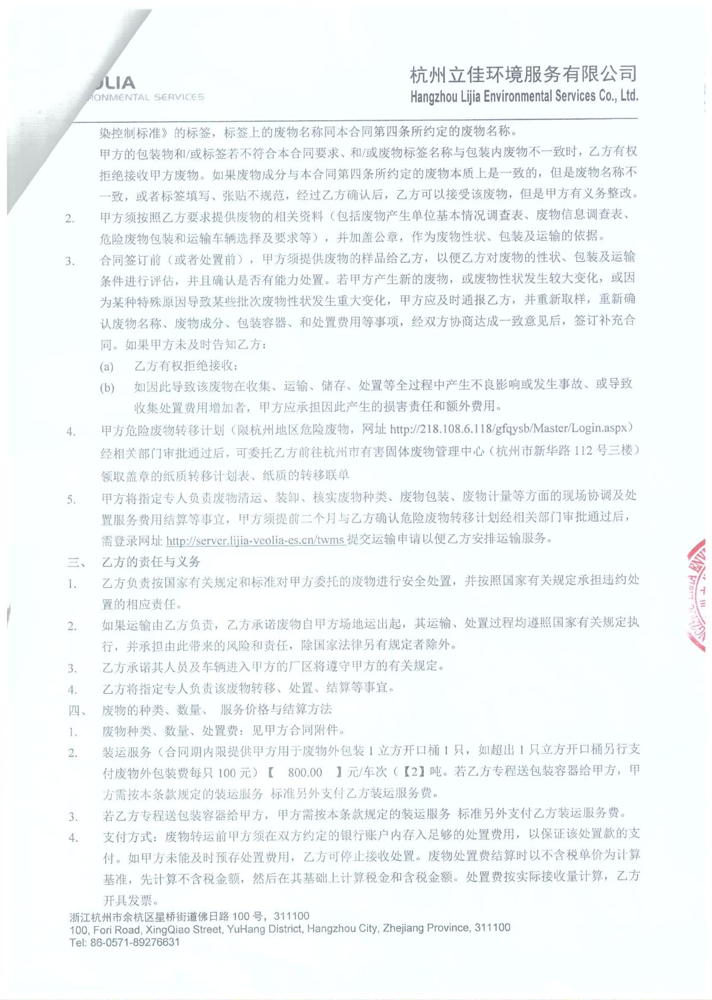 OLIA
RONMENTAL SERVICES
杭州立佳环境服务有限公司
Hangzhou Lijia Environmental Services Co., Ltd.
染控制标准》的标签，标签上的废物名称同本合同第四条所约定的废物名称。
甲方的包装物和/或标签若不符合本合同要求、和/或废物标签名称与包装内废物不一致时，乙方有权
拒绝接收甲方废物。如果废物成分与本合同第四条所约定的废物本质上是一致的，但是废物名称不
一致，或者标签填写、张贴不规范，经过乙方确认后，乙方可以接受该废物，但是甲方有义务整改。
2. 甲方须按照乙方要求提供废物的相关资料（包括废物产生单位基本情况调查表、废物信息调查表、
危险废物包装和运输车辆选择及要求等），并加盖公章，作为废物性状、包装及运输的依据。
3. 合同签订前（或者处置前），甲方须提供废物的样品给乙方，以便乙方对废物的性状、包装及运输
条件进行评估，并且确认是否有能力处置。若甲方产生新的废物，或废物性状发生较大变化，或因
为某种特殊原因导致某些批次废物性状发生重大变化，甲方应及时通报乙方，并重新取样，重新确
认废物名称、废物成分、包装容器、和处置费用等事项，经双方协商达成一致意见后，签订补充合
同。如果甲方未及时告知乙方：
(a) 乙方有权拒绝接收；
(b) 如因此导致该废物在收集、运输、储存、处置等全过程中产生不良影响或发生事故、或导致
收集处置费用增加者，甲方应承担因此产生的损害责任和额外费用。
4. 甲方危险废物转移计划（限杭州地区危险废物，网址 http://218.108.6.118/gfqysb/Master/Login.aspx）
经相关部门审批通过后，可委托乙方前往杭州市有害固体废物管理中心（杭州市新华路 112 号三楼）
领取盖章的纸质转移计划表、纸质的转移联单
5. 甲方将指定专人负责废物清运、装卸、核实废物种类、废物包装、废物计量等方面的现场协调及处
置服务费用结算等事宜，甲方须提前二个月与乙方确认危险废物转移计划经相关部门审批通过后，
需登录网址 http://server.lijia-veolia-es.cn/twms 提交运输申请以便乙方安排运输服务。
三、 乙方的责任与义务
1. 乙方负责按国家有关规定和标准对甲方委托的废物进行安全处置，并按照国家有关规定承担违约处
置的相应责任。
2. 如果运输由乙方负责，乙方承诺废物自甲方场地运出起，其运输、处置过程均遵照国家有关规定执
行，并承担由此带来的风险和责任，除国家法律另有规定者除外。
3. 乙方承诺其人员及车辆进入甲方的厂区将遵守甲方的有关规定。
4. 乙方将指定专人负责该废物转移、处置、结算等事宜。
四、 废物的种类、数量、 服务价格与结算方法
1. 废物种类、数量、处置费：见甲方合同附件。
2. 装运服务（合同期内限提供甲方用于废物外包装 1 立方开口桶 1 只，如超出 1 只立方开口桶另行支
付废物外包装费每只 100 元）【 800.00 】元/车次（【2】吨。若乙方专程送包装容器给甲方，甲
方需按本条款规定的装运服务 标准另外支付乙方装运服务费。
3. 若乙方专程送包装容器给甲方，甲方需按本条款规定的装运服务 标准另外支付乙方装运服务费。
4. 支付方式：废物转运前甲方须在双方约定的银行账户内存入足够的处置费用，以保证该处置款的支
付。如甲方未能及时预存处置费用，乙方可停止接收处置。废物处置费结算时以不含税单价为计算
基准，先计算不含税金额，然后在其基础上计算税金和含税金额。处置费按实际接收量计算，乙方
开具发票。
浙江杭州市余杭区星桥街道佛日路 100 号，311100
100, Fori Road, XingQiao Street, YuHang District, Hangzhou City, Zhejiang Province, 311100
Tel: 86-0571-89276631